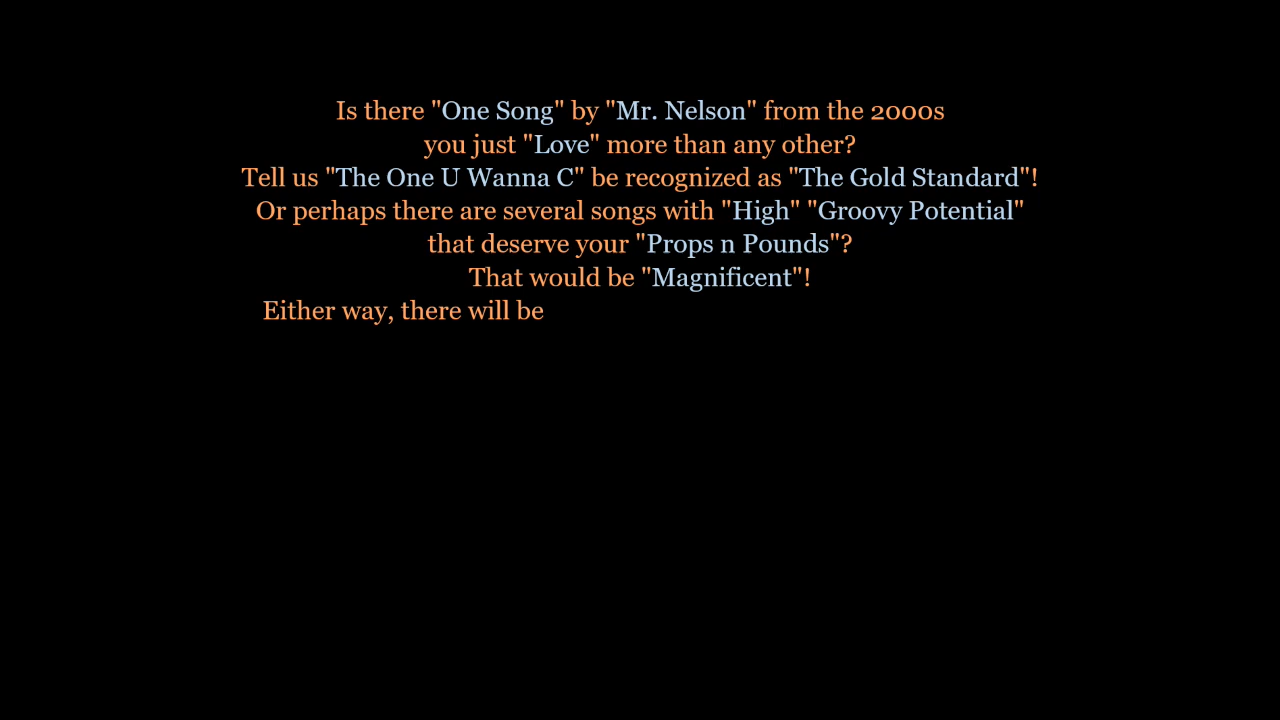 Is there "One Song" by "Mr. Nelson" from the 2000s
you just "Love" more than any other?
Tell us "The One U Wanna C" be recognized as "The Gold Standard"!
Or perhaps there are several songs with "High" "Groovy Potential"
that deserve your "Props n Pounds"?
That would be "Magnificent"!
Either way, there will be